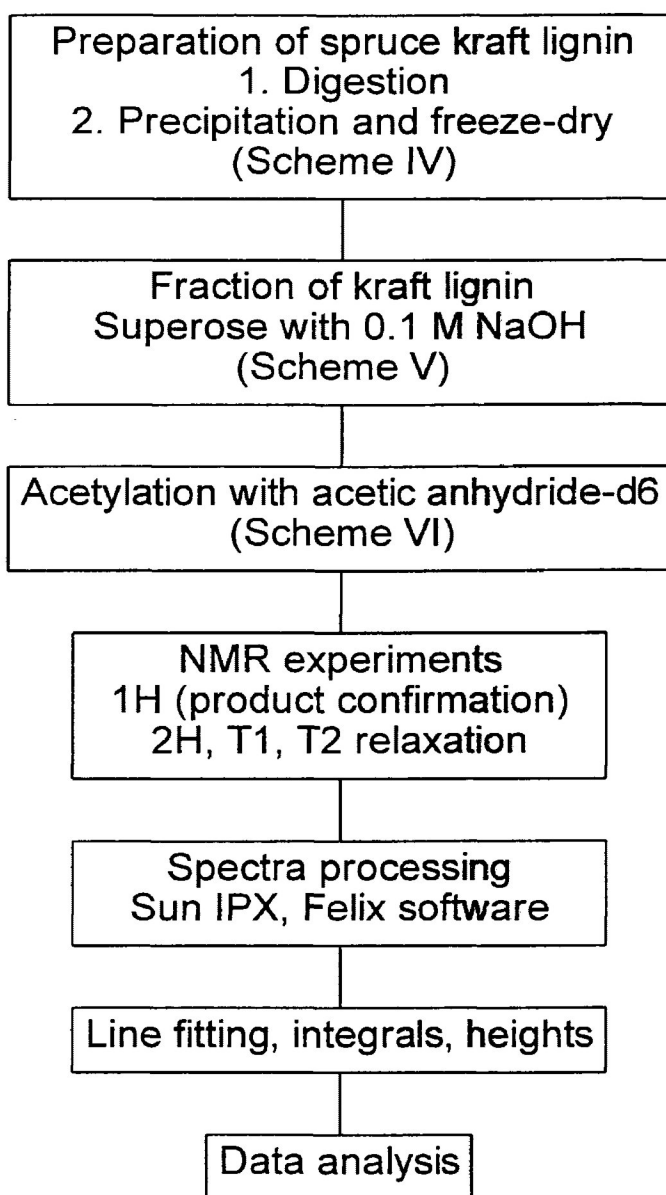 Preparation of spruce kraft lignin
1. Digestion
2. Precipitation and freeze-dry
(Scheme IV)
Fraction of kraft lignin
Superose with 0.1 M NaOH
(Scheme V)
Acetylation with acetic anhydride-d6
(Scheme VI)
NMR experiments
1H (product confirmation)
2H, T1, T2 relaxation
Spectra processing
Sun IPX, Felix software
Line fitting, integrals, heights
Data analysis